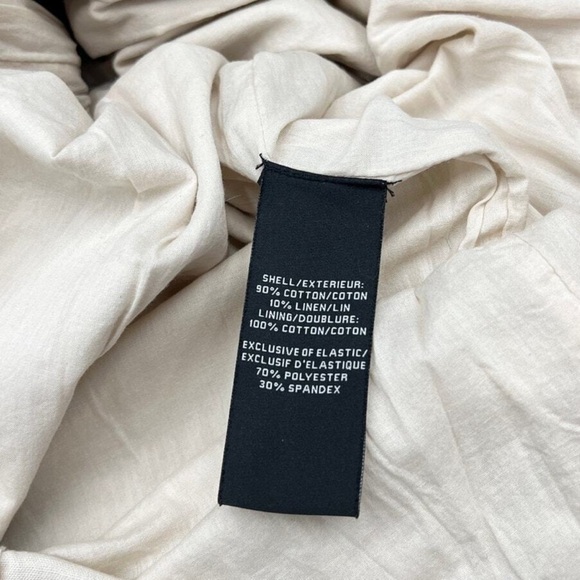 SHELL/EXTERIEUR:
90% COTTON/COTON
10% LINEN/LIN
LINING/DOUBLURE:
100% COTTON/COTON
EXCLUSIVE OF ELASTIC/
EXCLUSIF D'ELASTIQUE
70% POLYESTER
30% SPANDEX